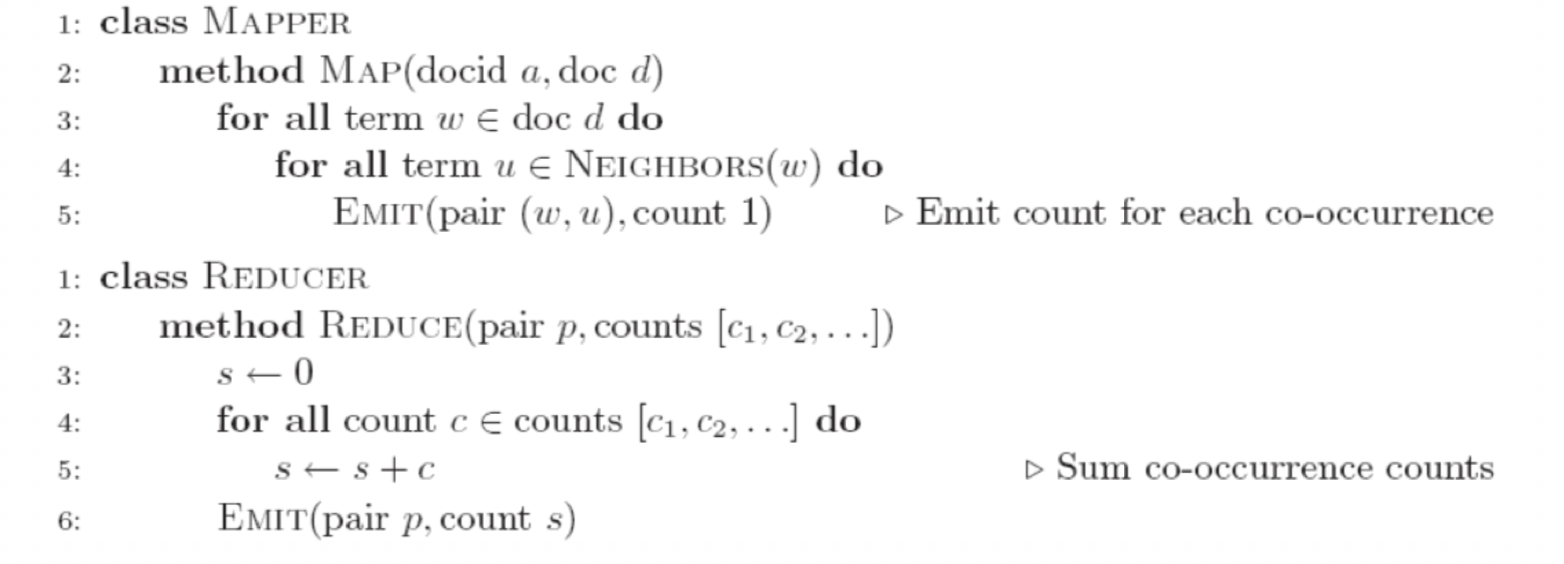 1: class MAPPER
2: method MAP(docid a, doc d)
3: for all term w ∈ doc d do
4: for all term u ∈ NEIGHBORS(w) do
5: EMIT(pair (w, u), count 1) ▷ Emit count for each co-occurrence
1: class REDUCER
2: method REDUCE(pair p, counts [c₁, c₂, . . .])
3: s ← 0
4: for all count c ∈ counts [c₁, c₂, . . .] do
5: s ← s + c ▷ Sum co-occurrence counts
6: EMIT(pair p, count s)